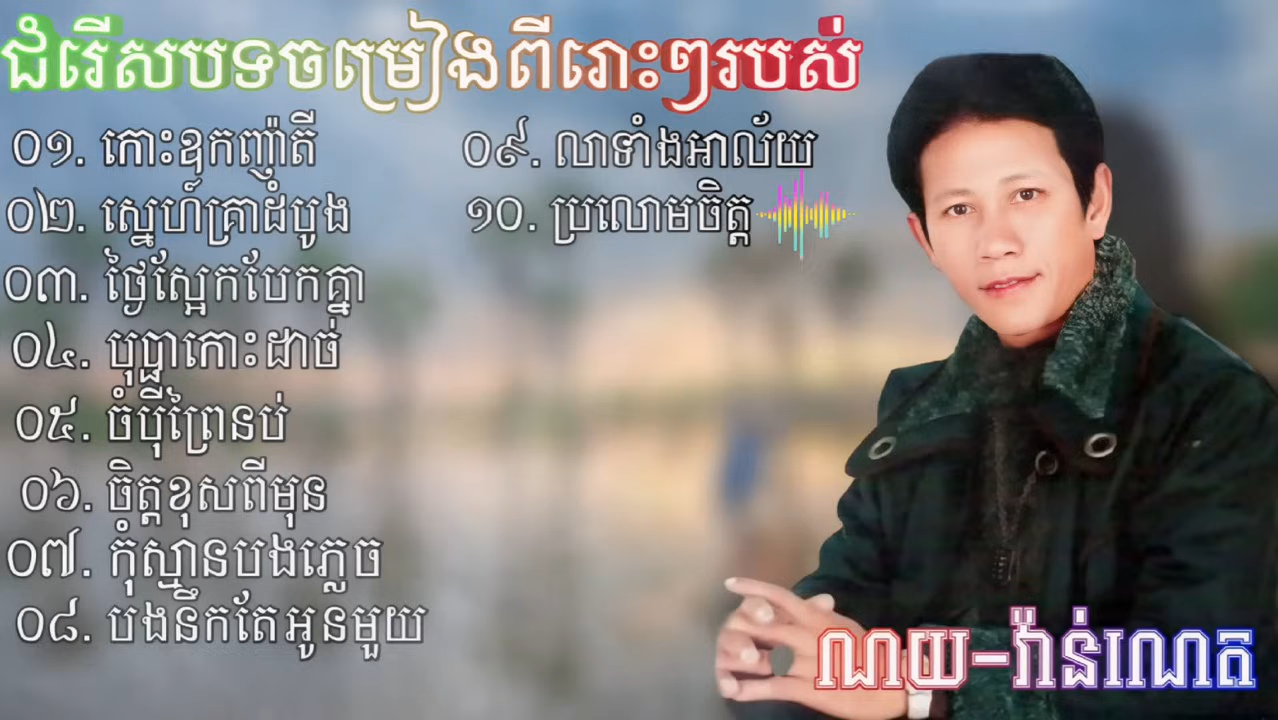 ជំរើសបទចម្រៀងពីរោះៗរបស់
០១. កោះឧកញ៉ាតី
០២. ស្នេហ៍គ្រាដំបូង
០៣. ថ្ងៃស្អែកបែកគ្នា
០៤. បុប្ផាកោះដាច់
០៥. ចំប៉ីព្រៃនប់
០៦. ចិត្តខុសពីមុន
០៧. កុំស្មានបងភ្លេច
០៨. បងនឹកតែអូនមួយ
០៩. លាទាំងអាល័យ
១០. ប្រលោមចិត្ត
ណយ-វ៉ាន់ណេត